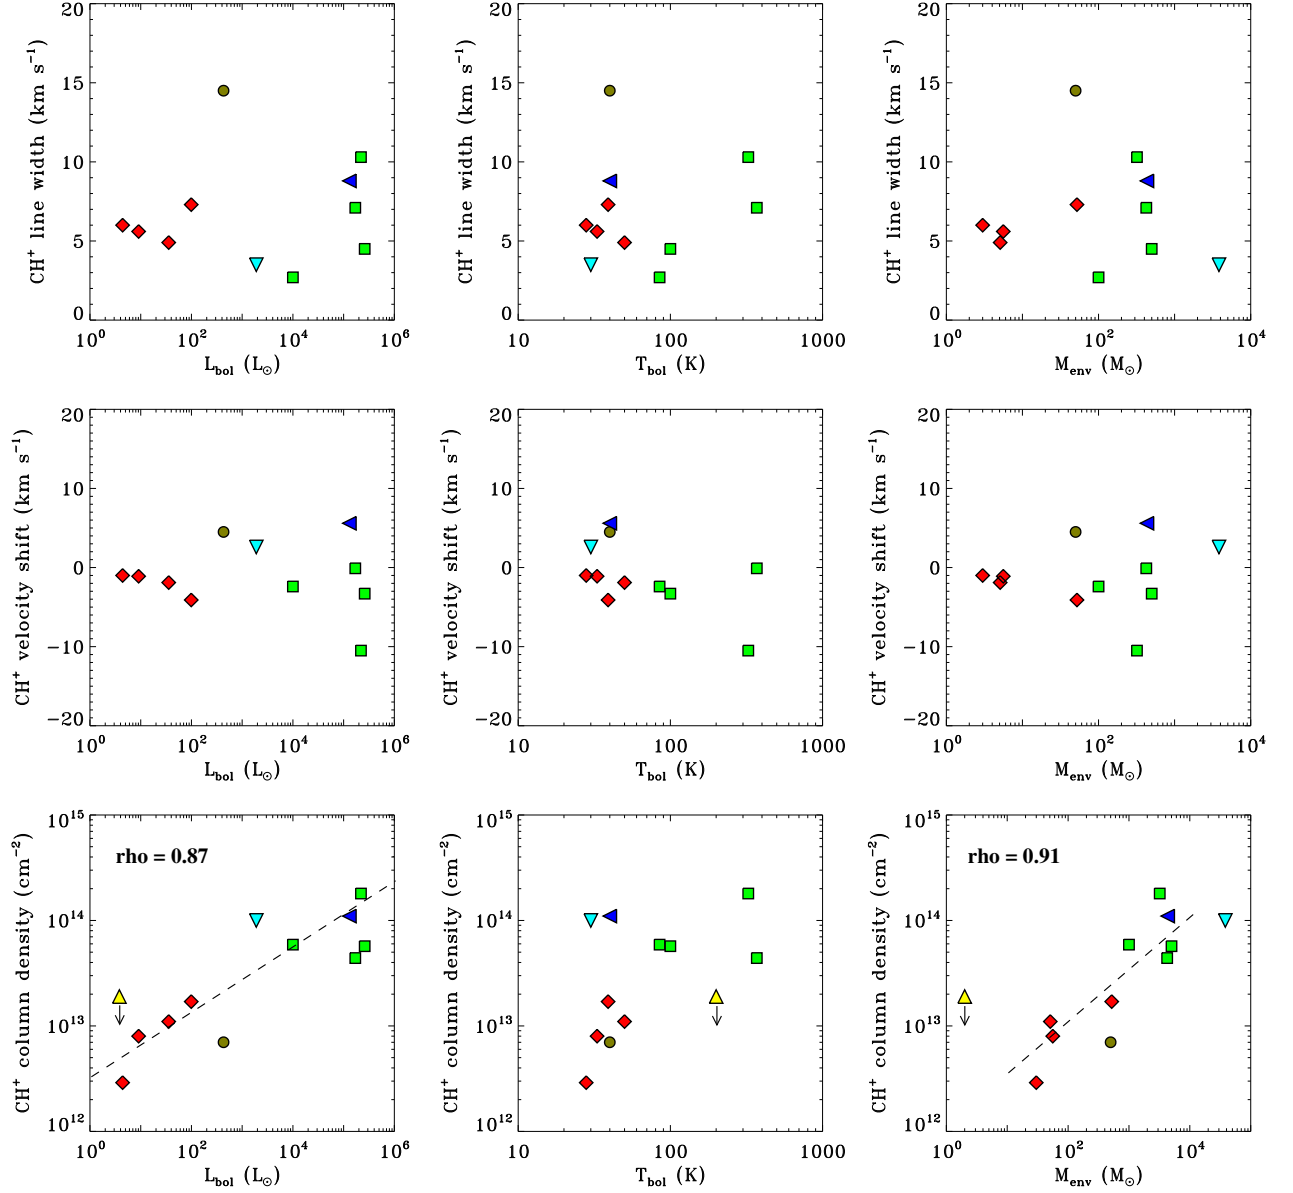 CH⁺ line width (km s⁻¹)
20
15
10
5
0
10⁰ 10² 10⁴ 10⁶
L_bol (L_⊙)
CH⁺ line width (km s⁻¹)
20
15
10
5
0
10 100 1000
T_bol (K)
CH⁺ line width (km s⁻¹)
20
15
10
5
0
10⁰ 10² 10⁴
M_env (M_⊙)
CH⁺ velocity shift (km s⁻¹)
20
10
0
−10
−20
10⁰ 10² 10⁴ 10⁶
L_bol (L_⊙)
CH⁺ velocity shift (km s⁻¹)
20
10
0
−10
−20
10 100 1000
T_bol (K)
CH⁺ velocity shift (km s⁻¹)
20
10
0
−10
−20
10⁰ 10² 10⁴
M_env (M_⊙)
CH⁺ column density (cm⁻²)
10¹⁵
10¹⁴
10¹³
10¹²
rho = 0.87
10⁰ 10² 10⁴ 10⁶
L_bol (L_⊙)
CH⁺ column density (cm⁻²)
10¹⁵
10¹⁴
10¹³
10¹²
10 100 1000
T_bol (K)
CH⁺ column density (cm⁻²)
10¹⁵
10¹⁴
10¹³
10¹²
rho = 0.91
10⁰ 10² 10⁴
M_env (M_⊙)